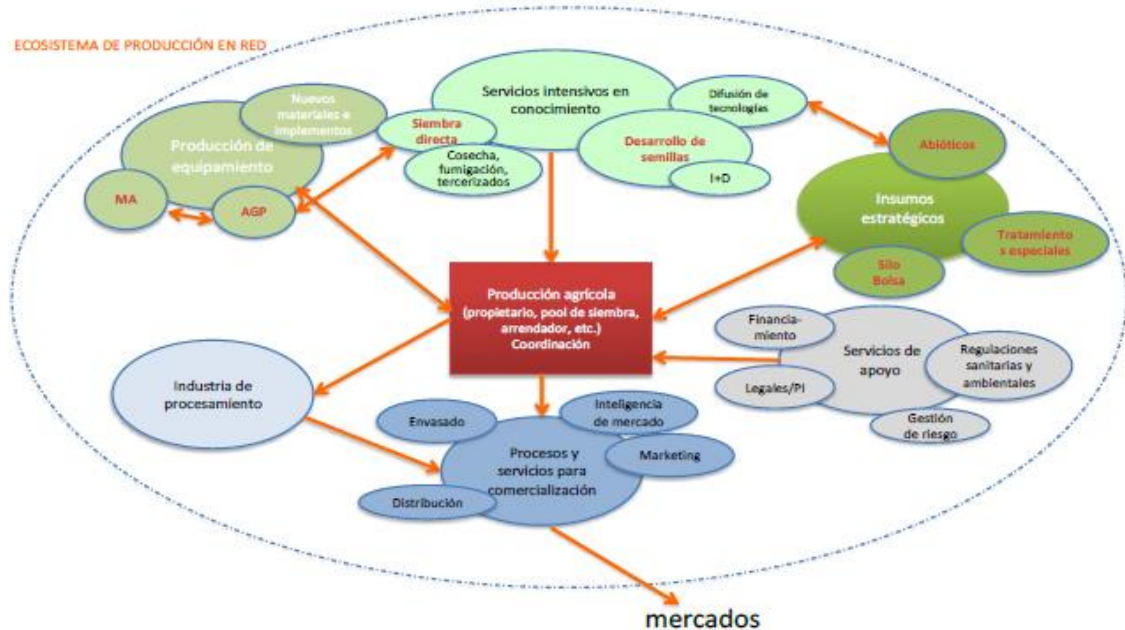 ECOSISTEMA DE PRODUCCIÓN EN RED
Nuevos
materiales e
implementos
Producción de
equipamiento
MA
AGP
Servicios intensivos en
conocimiento
Siembra
directa
Cosecha,
fumigación,
tercerizados
Difusión de
tecnologías
Desarrollo de
semillas
I+D
Abióticos
Insumos
estratégicos
Tratamiento
s especiales
Silo
Bolsa
Producción agrícola
(propietario, pool de siembra,
arrendador, etc.)
Coordinación
Financia-
miento
Servicios de
apoyo
Regulaciones
sanitarias y
ambientales
Legales/PI
Gestión
de riesgo
Industria de
procesamiento
Envasado
Inteligencia
de mercado
Procesos y
servicios para
comercialización
Marketing
Distribución
mercados